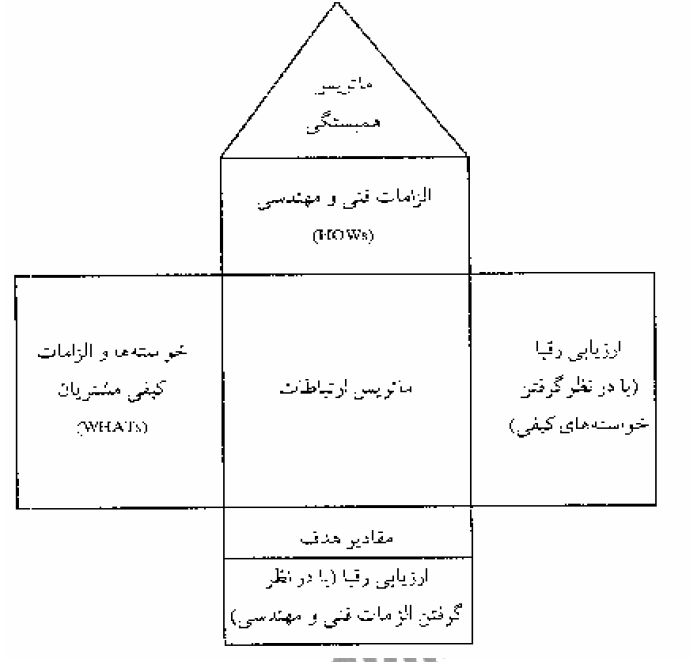 ماتریس
همبستگی
الزامات فنی و مهندسی
(HOWs)
خواسته‌ها و الزامات
کیفی مشتریان
(WHATs)
ماتریس ارتباطات
ارزیابی رقبا
(با در نظر گرفتن
خواسته‌های کیفی)
مقادیر هدف
ارزیابی رقبا (با در نظر
گرفتن الزامات فنی و مهندسی)